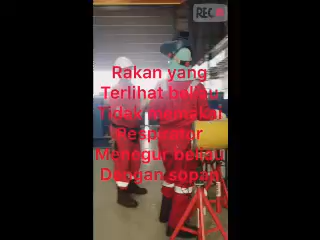 REC
Rakan yang
Terlihat beliau
Tidak memakai
Respirator
Menegur beliau
Dengan sopan